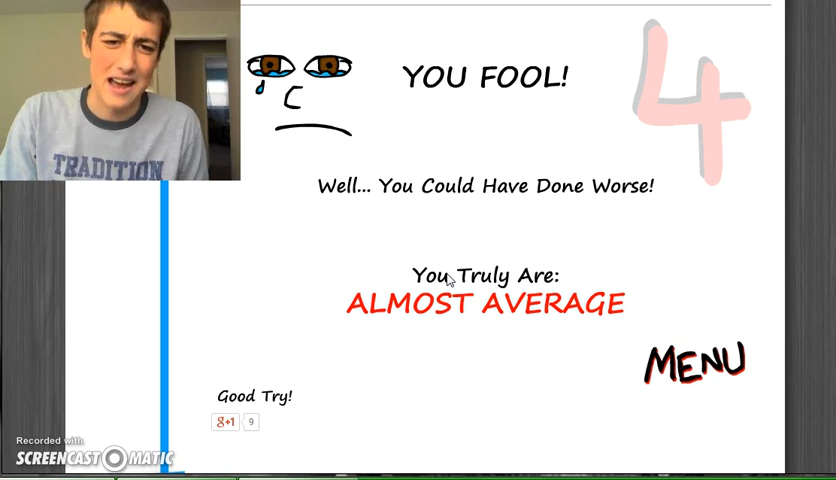 TRADITION
YOU FOOL!
4
Well... You Could Have Done Worse!
You Truly Are:
ALMOST AVERAGE
MENU
Good Try!
g+1 9
Recorded with
SCREENCAST-O-MATIC